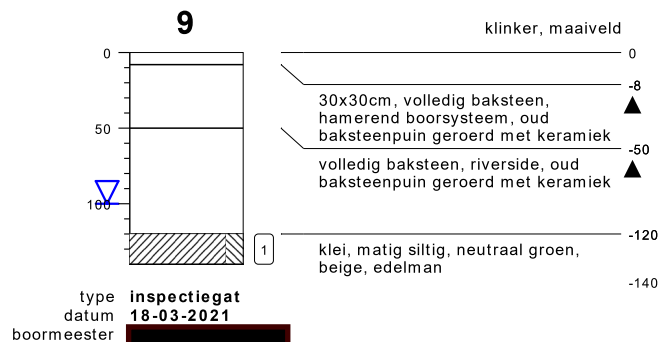 9
klinker, maaiveld
0
0
-8
30x30cm, volledig baksteen,
hamerend boorsysteem, oud
baksteenpuin geroerd met keramiek
50
-50
volledig baksteen, riverside, oud
baksteenpuin geroerd met keramiek
100
-120
1
klei, matig siltig, neutraal groen,
beige, edelman
-140
type inspectiegat
datum 18-03-2021
boormeester